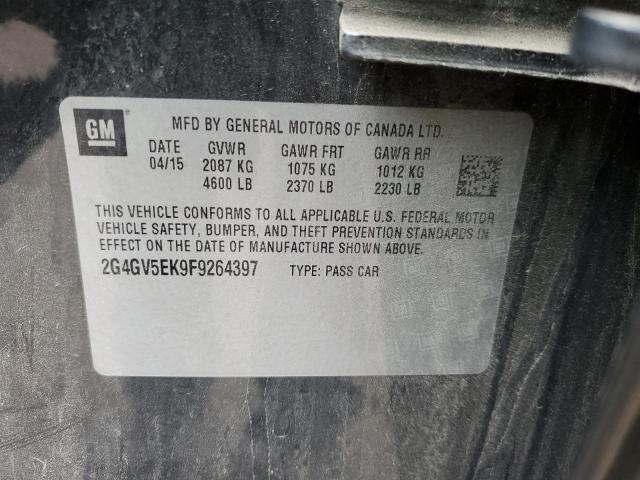 GM
MFD BY GENERAL MOTORS OF CANADA LTD.
DATE GVWR GAWR FRT GAWR RR
04/15 2087 KG 1075 KG 1012 KG
4600 LB 2370 LB 2230 LB
THIS VEHICLE CONFORMS TO ALL APPLICABLE U.S. FEDERAL MOTOR
VEHICLE SAFETY, BUMPER, AND THEFT PREVENTION STANDARDS IN
EFFECT ON THE DATE OF MANUFACTURE SHOWN ABOVE.
2G4GV5EK9F9264397 TYPE: PASS CAR